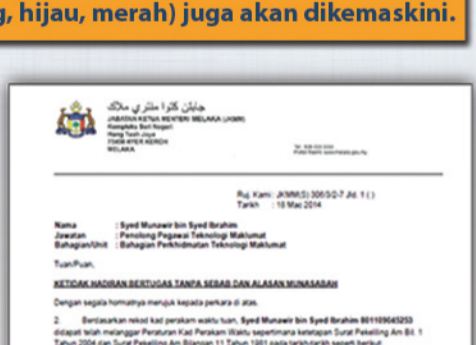 , hijau, merah) juga akan dikemaskini.
جابتن كتوا منتري ملاك
JABATAN KETUA MENTERI MELAKA (JKMM)
Kompleks Seri Negeri
Hang Tuah Jaya
75450 AYER KEROH
MELAKA
Ruj. Kami: JKMM(S) 306/3/2-7 Jld. 1 ( )
Tarikh : 18 Mac 2014
Nama : Syed Munawir bin Syed Ibrahim
Jawatan : Penolong Pegawai Teknologi Maklumat
Bahagian/Unit : Bahagian Perkhidmatan Teknologi Maklumat
Tuan/Puan,
KETIDAK HADIRAN BERTUGAS TANPA SEBAB DAN ALASAN MUNASABAH
Dengan segala hormatnya merujuk kepada perkara di atas.
2. Berdasarkan rekod kad perakam waktu tuan, Syed Munawir bin Syed Ibrahim 801109045253
didapati telah melanggar Peraturan Kad Perakam Waktu sepertimana ketetapan Surat Pekeliling Am Bil. 1
Tahun 2004 dan Surat Pekeliling Am Bilangan 11 Tahun 1981 pada tarikh/tarikh seperti berikut